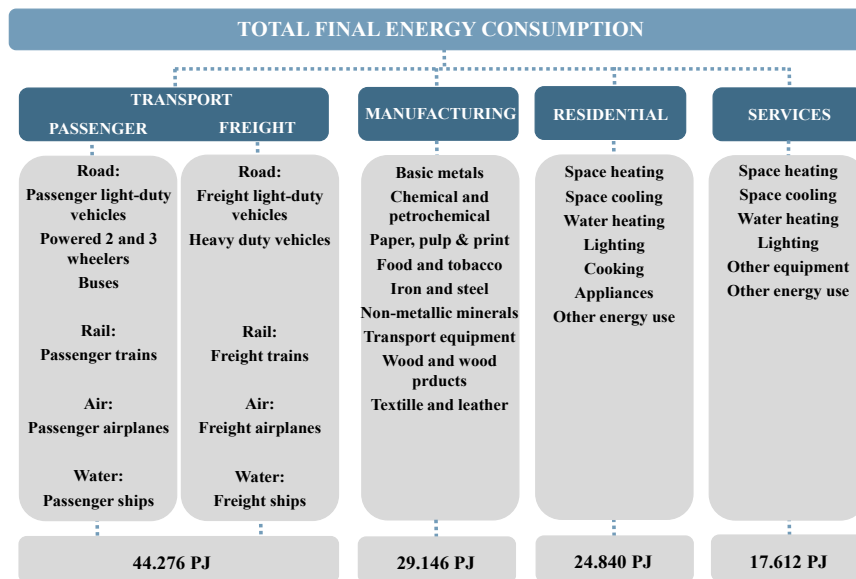 TOTAL FINAL ENERGY CONSUMPTION
TRANSPORT
PASSENGER
FREIGHT
MANUFACTURING
RESIDENTIAL
SERVICES
Road:
Passenger light-duty
vehicles
Powered 2 and 3
wheelers
Buses
Rail:
Passenger trains
Air:
Passenger airplanes
Water:
Passenger ships
Road:
Freight light-duty
vehicles
Heavy duty vehicles
Rail:
Freight trains
Air:
Freight airplanes
Water:
Freight ships
Basic metals
Chemical and
petrochemical
Paper, pulp & print
Food and tobacco
Iron and steel
Non-metallic minerals
Transport equipment
Wood and wood
prducts
Textille and leather
Space heating
Space cooling
Water heating
Lighting
Cooking
Appliances
Other energy use
Space heating
Space cooling
Water heating
Lighting
Other equipment
Other energy use
44.276 PJ
29.146 PJ
24.840 PJ
17.612 PJ